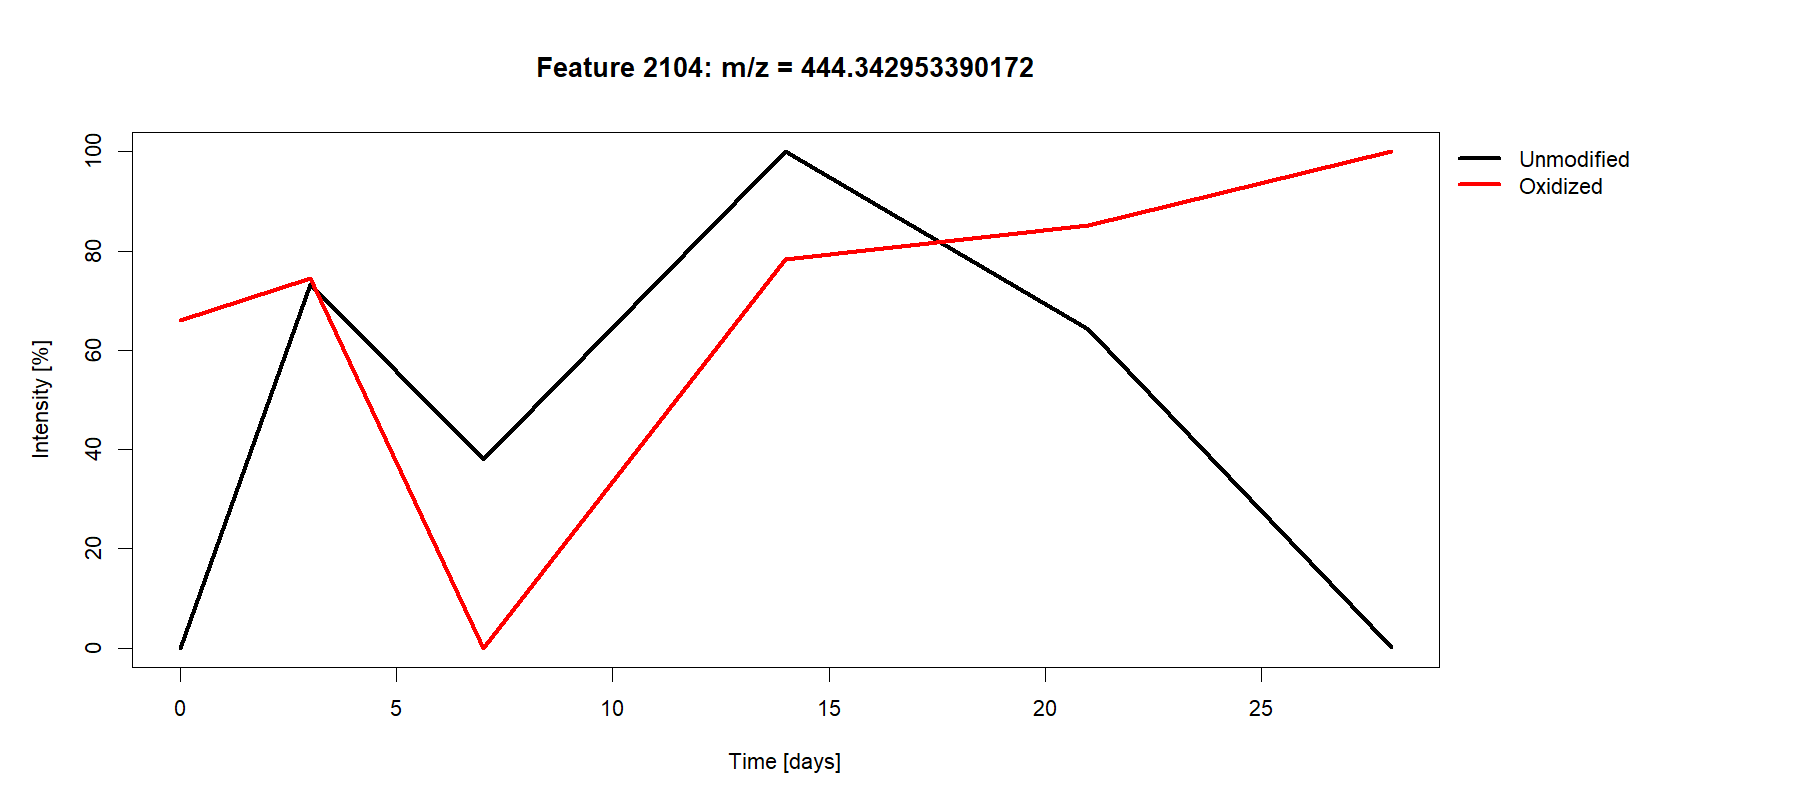 Feature 2104: m/z = 444.342953390172
Unmodified
Oxidized
Intensity [%]
100
80
60
40
20
0
0 5 10 15 20 25
Time [days]